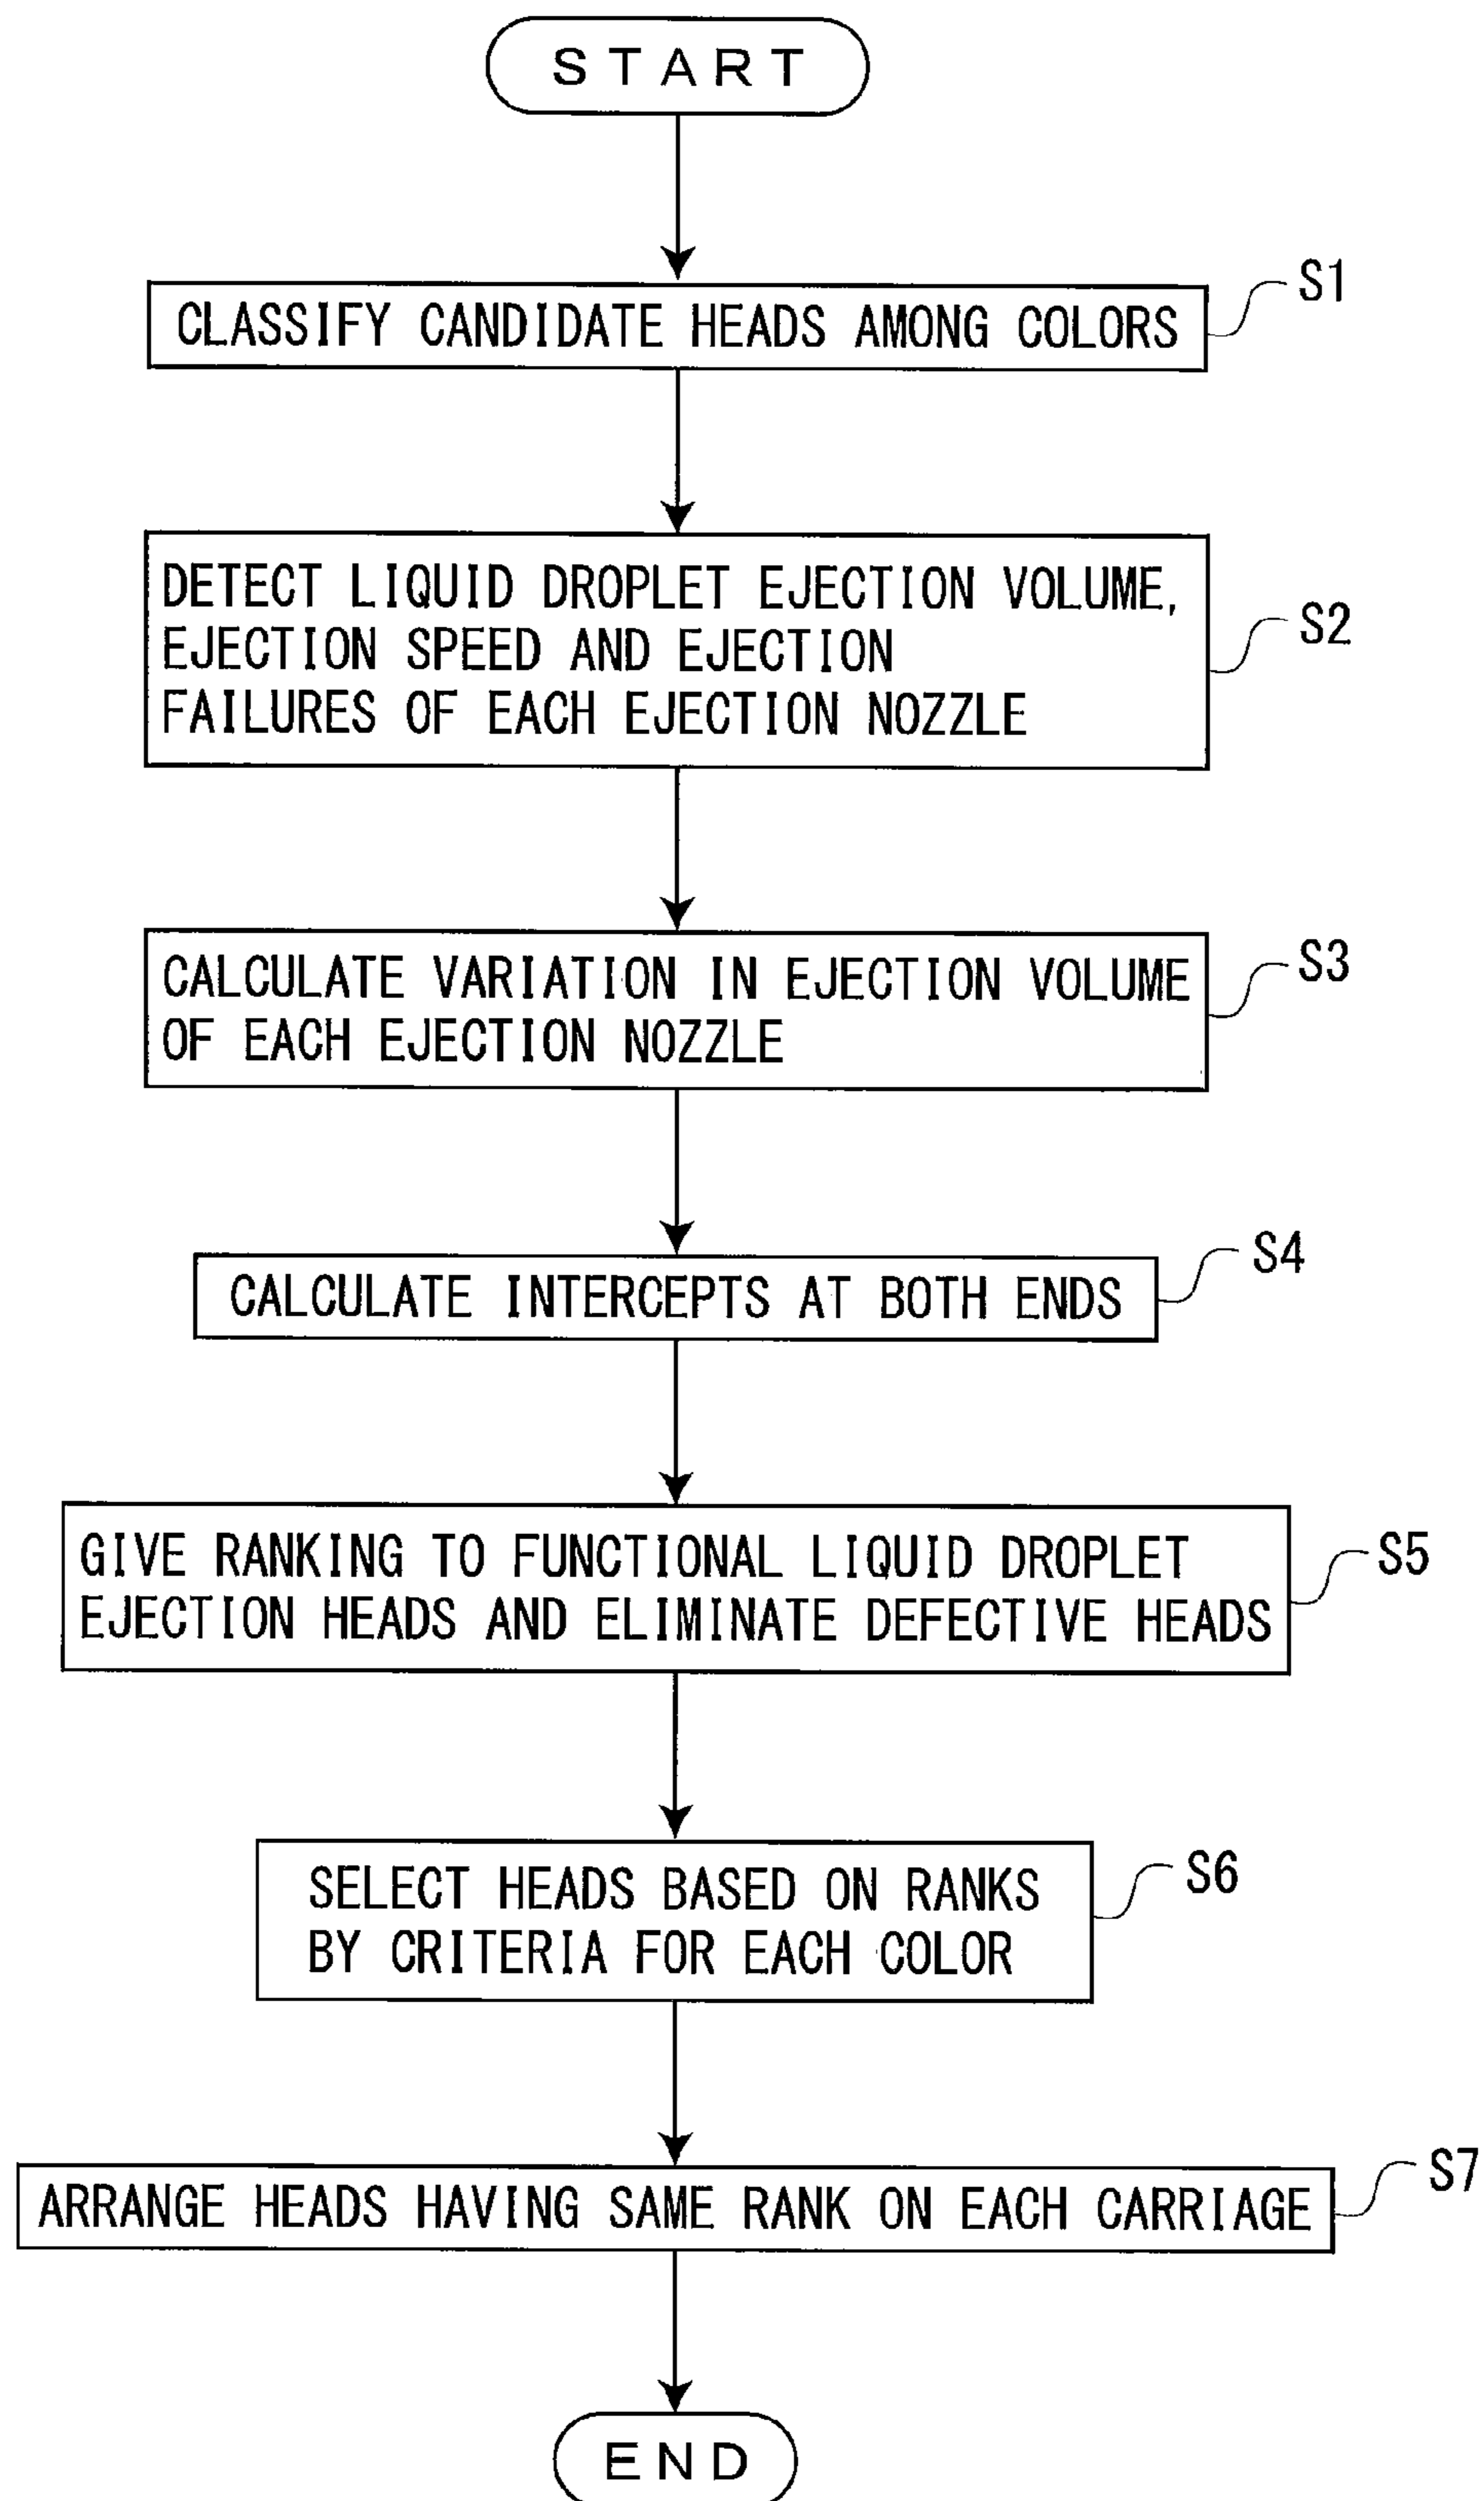 START
CLASSIFY CANDIDATE HEADS AMONG COLORS
S1
DETECT LIQUID DROPLET EJECTION VOLUME,
EJECTION SPEED AND EJECTION
FAILURES OF EACH EJECTION NOZZLE
S2
CALCULATE VARIATION IN EJECTION VOLUME
OF EACH EJECTION NOZZLE
S3
CALCULATE INTERCEPTS AT BOTH ENDS
S4
GIVE RANKING TO FUNCTIONAL LIQUID DROPLET
EJECTION HEADS AND ELIMINATE DEFECTIVE HEADS
S5
SELECT HEADS BASED ON RANKS
BY CRITERIA FOR EACH COLOR
S6
ARRANGE HEADS HAVING SAME RANK ON EACH CARRIAGE
S7
END